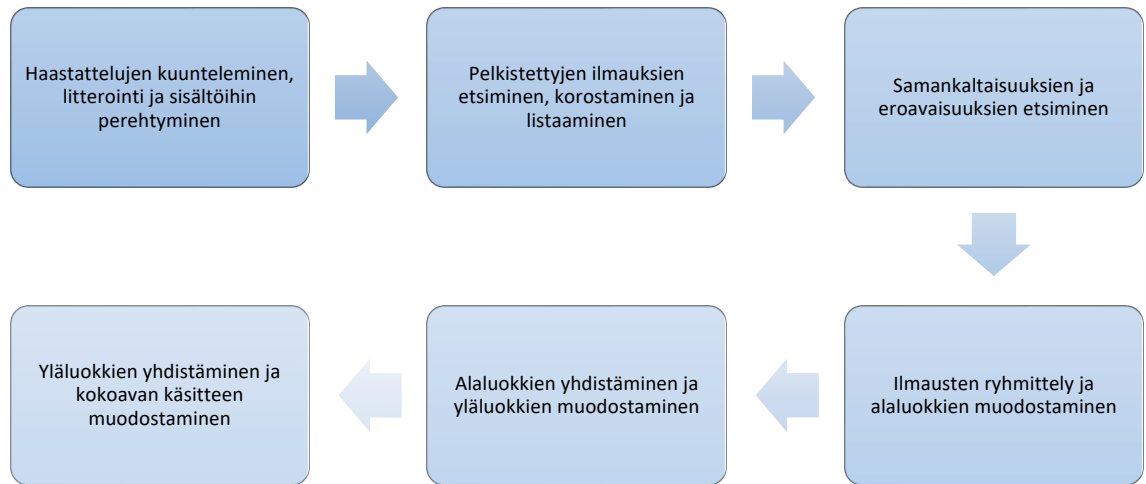 Haastattelujen kuunteleminen,
litterointi ja sisältöihin
perehtyminen
Pelkistettyjen ilmauksien
etsiminen, korostaminen ja
listaaminen
Samankaltaisuuksien ja
eroavaisuuksien etsiminen
Ilmausten ryhmittely ja
alaluokkien muodostaminen
Alaluokkien yhdistäminen ja
yläluokkien muodostaminen
Yläluokkien yhdistäminen ja
kokoavan käsitteen
muodostaminen